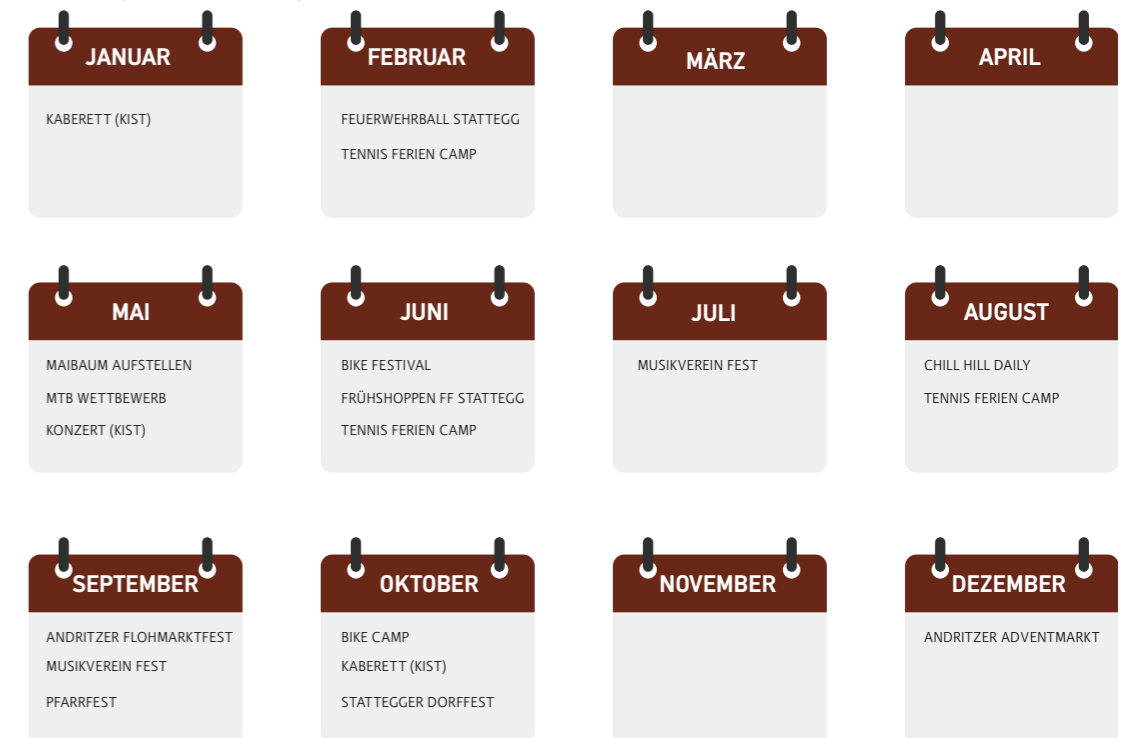 JANUAR
KABERETT (KIST)
FEBRUAR
FEUERWEHRBALL STATTEGG
TENNIS FERIEN CAMP
MÄRZ
APRIL
MAI
MAIBAUM AUFSTELLEN
MTB WETTBEWERB
KONZERT (KIST)
JUNI
BIKE FESTIVAL
FRÜHSHOPPEN FF STATTEGG
TENNIS FERIEN CAMP
JULI
MUSIKVEREIN FEST
AUGUST
CHILL HILL DAILY
TENNIS FERIEN CAMP
SEPTEMBER
ANDRITZER FLOHMARKTFEST
MUSIKVEREIN FEST
PFARRFEST
OKTOBER
BIKE CAMP
KABERETT (KIST)
STATTEGGER DORFFEST
NOVEMBER
DEZEMBER
ANDRITZER ADVENTMARKT